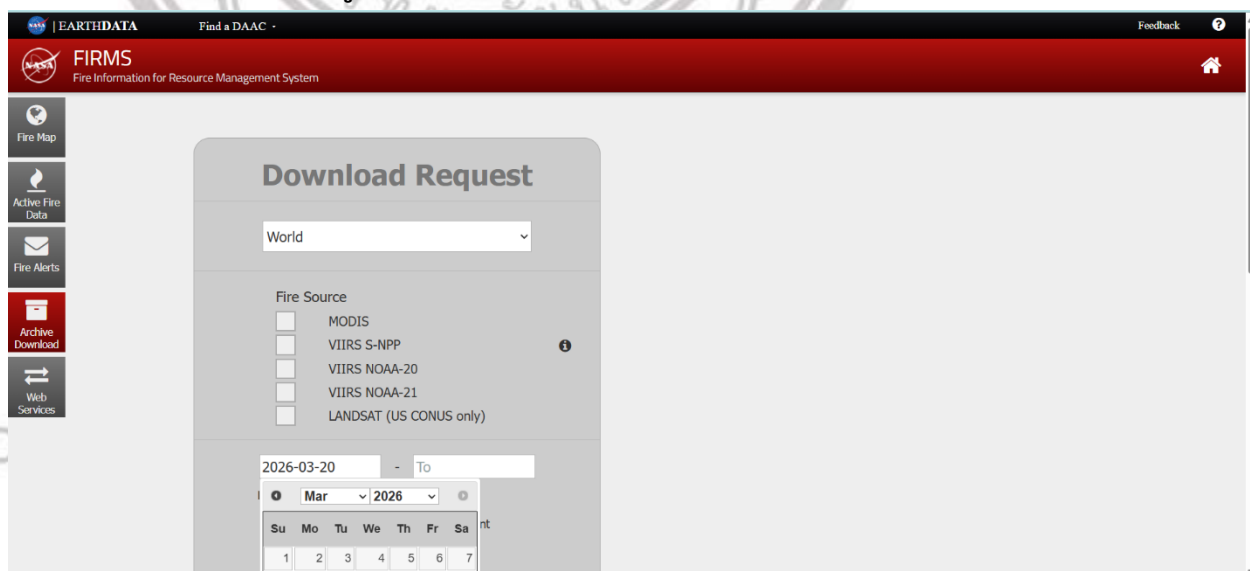 | EARTHDATA Find a DAAC - Feedback ?
NASA FIRMS
Fire Information for Resource Management System
Fire Map
Active Fire
Data
Fire Alerts
Archive
Download
Web
Services
Download Request
World
Fire Source
MODIS
VIIRS S-NPP
VIIRS NOAA-20
VIIRS NOAA-21
LANDSAT (US CONUS only)
2026-03-20 - To
Mar 2026
Su Mo Tu We Th Fr Sa nt
1 2 3 4 5 6 7